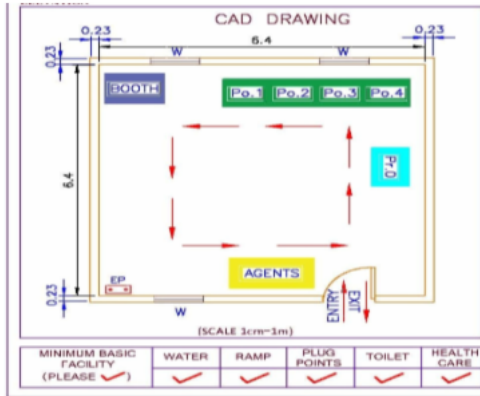 CAD DRAWING
0.23 6.4 0.23
0.23 W W
BOOTH Po.1 Po.2 Po.3 Po.4
6.4 Pr.O
AGENTS
EP
0.23 W ENTRY EXIT
(SCALE 1cm-1m)
MINIMUM BASIC FACILITY (PLEASE ✓) WATER RAMP PLUG POINTS TOILET HEALTH CARE
✓ ✓ ✓ ✓ ✓